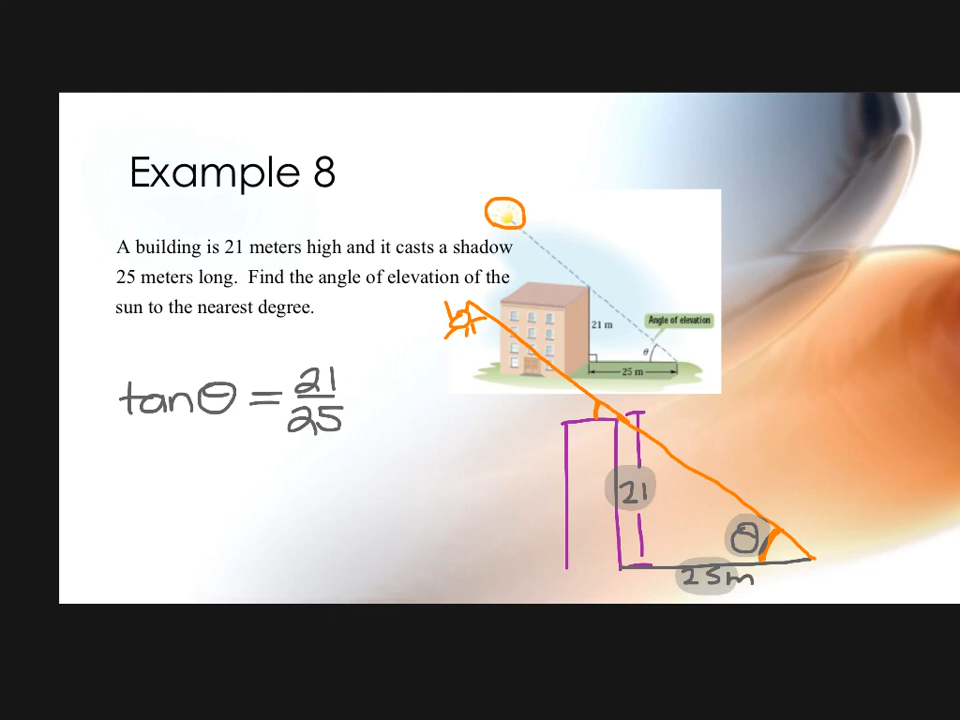 Example 8
A building is 21 meters high and it casts a shadow
25 meters long. Find the angle of elevation of the
sun to the nearest degree.
21 m
Angle of elevation
θ
25 m
tanθ = 21/25
21
θ
25m